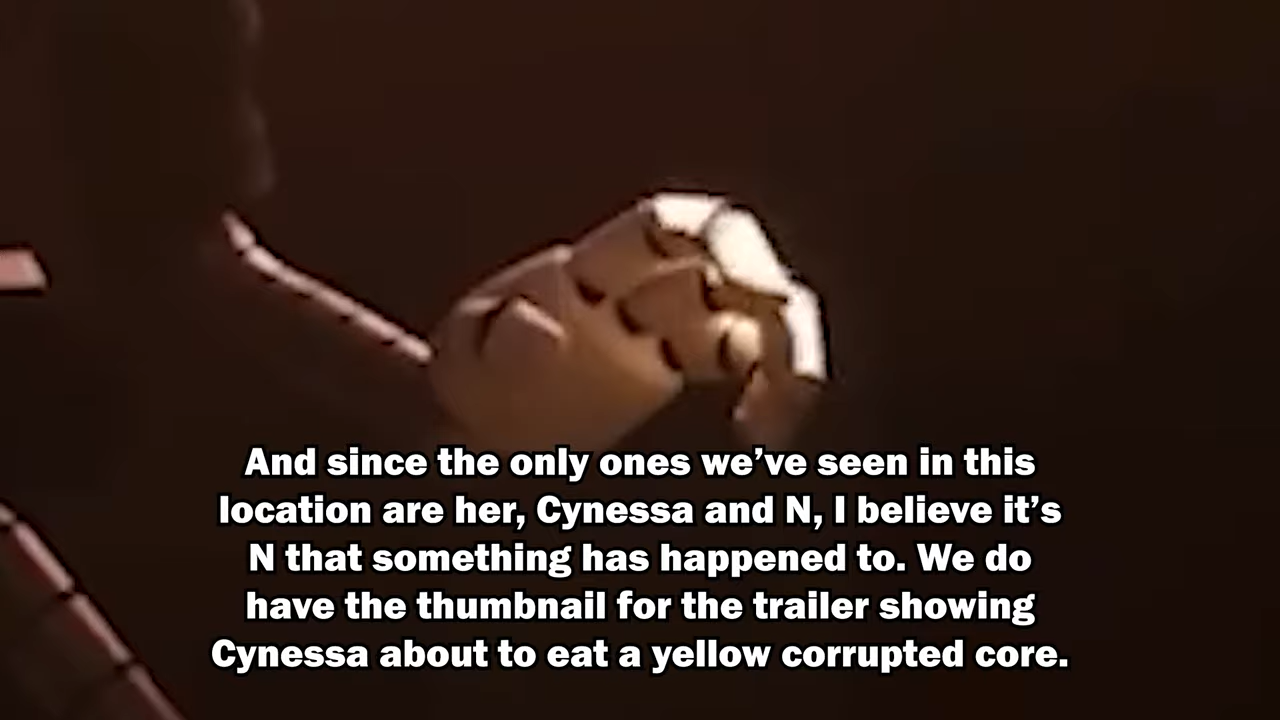 And since the only ones we’ve seen in this
location are her, Cynessa and N, I believe it’s
N that something has happened to. We do
have the thumbnail for the trailer showing
Cynessa about to eat a yellow corrupted core.